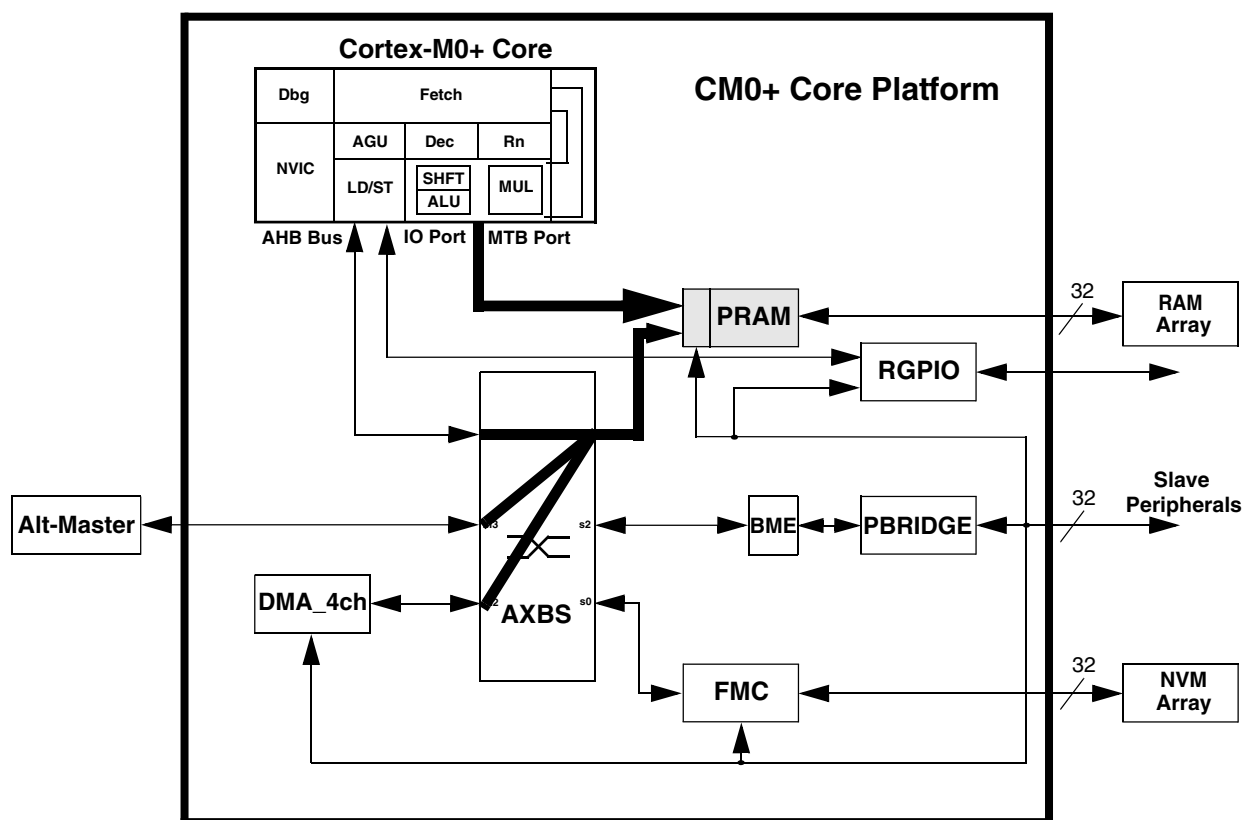 Cortex-M0+ Core
CM0+ Core Platform
Dbg
Fetch
AGU
Dec
Rn
NVIC
LD/ST
SHFT
ALU
MUL
AHB Bus
IO Port
MTB Port
PRAM
32
RAM
Array
RGPIO
Alt-Master
s2
BME
PBRIDGE
32
Slave
Peripherals
DMA_4ch
AXBS
s0
FMC
32
NVM
Array